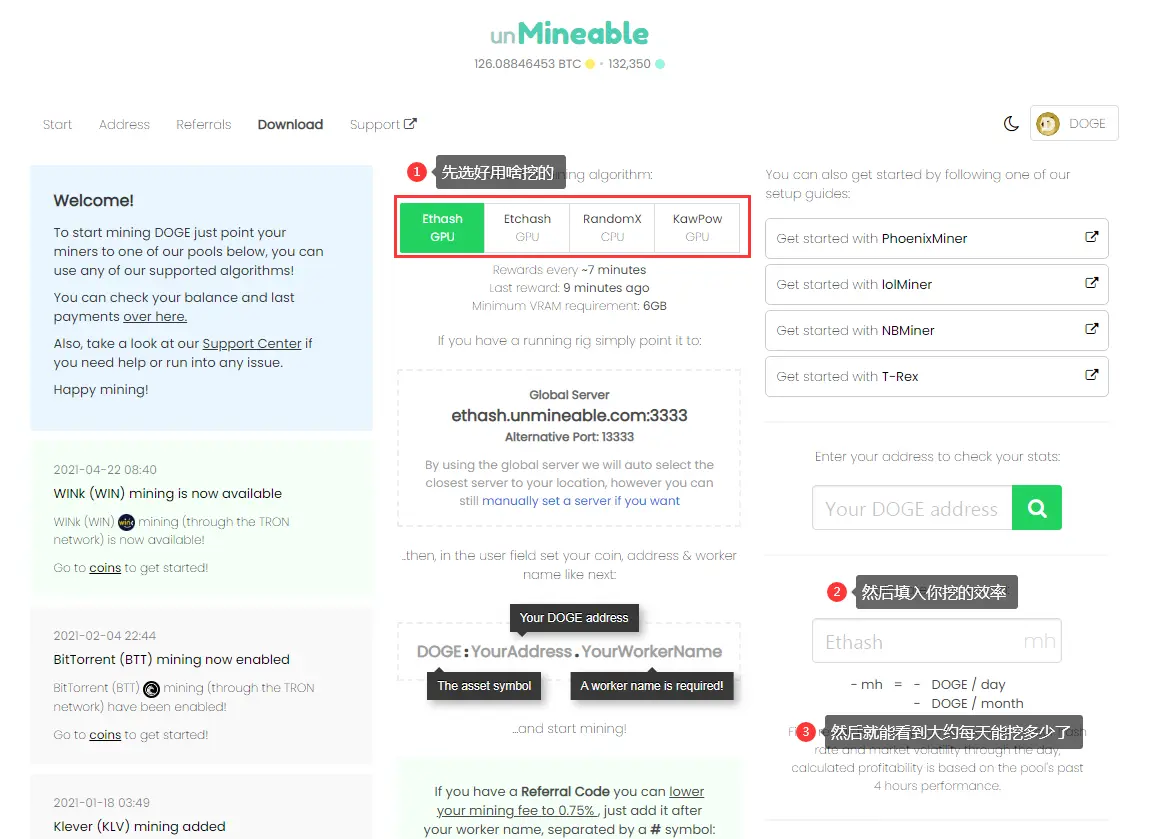 unMineable
126.08846453 BTC • 132,350
Start Address Referrals Download Support
DOGE
Welcome!
To start mining DOGE just point your
miners to one of our pools below, you can
use any of our supported algorithms!
You can check your balance and last
payments over here.
Also, take a look at our Support Center if
you need help or run into any issue.
Happy mining!
2021-04-22 08:40
WINk (WIN) mining is now available
WINk (WIN) mining (through the TRON
network) is now available!
Go to coins to get started!
2021-02-04 22:44
BitTorrent (BTT) mining now enabled
BitTorrent (BTT) mining (through the TRON
network) have been enabled!
Go to coins to get started!
2021-01-18 03:49
Klever (KLV) mining added
1 先选好用啥挖的
algorithm:
Ethash Etchash RandomX KawPow
GPU GPU CPU GPU
Rewards every ~7 minutes
Last reward: 9 minutes ago
Minimum VRAM requirement: 6GB
If you have a running rig simply point it to:
Global Server
ethash.unmineable.com:3333
Alternative Port: 13333
By using the global server we will auto select the
closest server to your location, however you can
still manually set a server if you want
..then, in the user field set your coin, address & worker
name like next:
Your DOGE address
DOGE:YourAddress.YourWorkerName
The asset symbol
A worker name is required!
...and start mining!
If you have a Referral Code you can lower
your mining fee to 0.75% , just add it after
your worker name, separated by a # symbol:
You can also get started by following one of our
setup guides:
Get started with PhoenixMiner
Get started with lolMiner
Get started with NBMiner
Get started with T-Rex
Enter your address to check your stats:
Your DOGE address
2 然后填入你挖的效率
Ethash mh
- mh = - DOGE / day
- DOGE / month
3 然后就能看到大约每天能挖多少了
rate and market volatility through the day,
calculated profitability is based on the pool's past
4 hours performance.